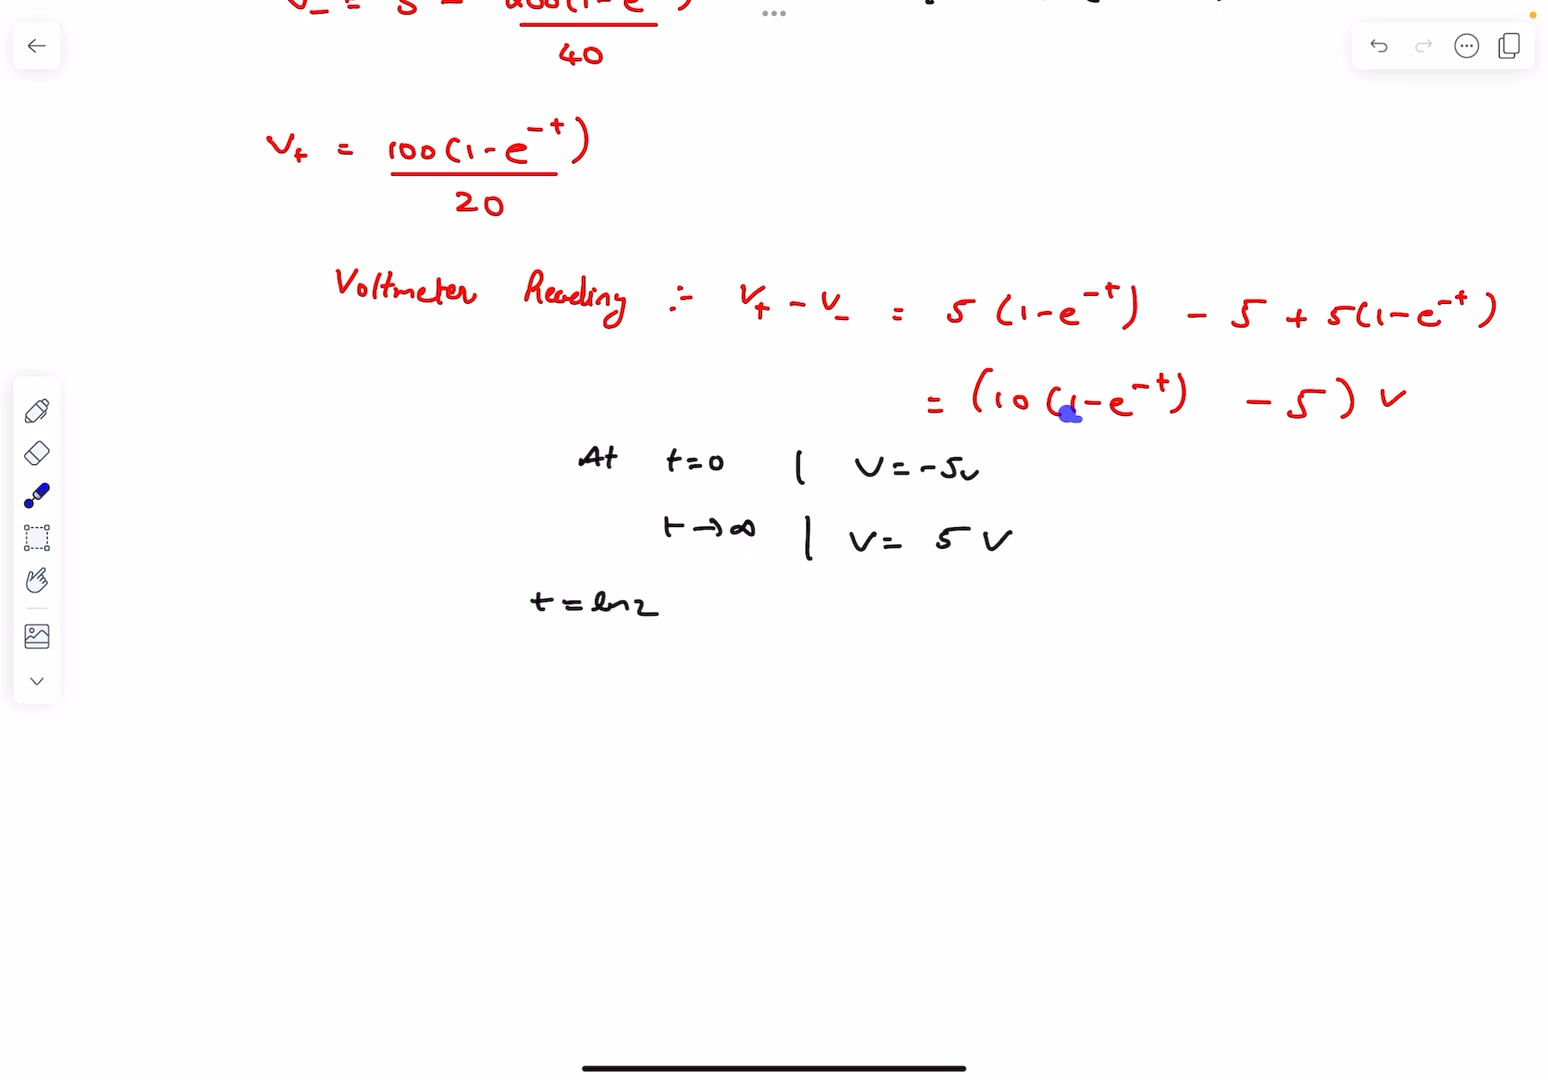 40
V₊ = 100(1-e^-t)
20
Voltmeter Reading :- V₊ - V₋ = 5(1-e^-t) - 5 + 5(1-e^-t)
= (10(1-e^-t) - 5) V
At t=0 | V=-5V
t→∞ | V= 5V
t=ln2